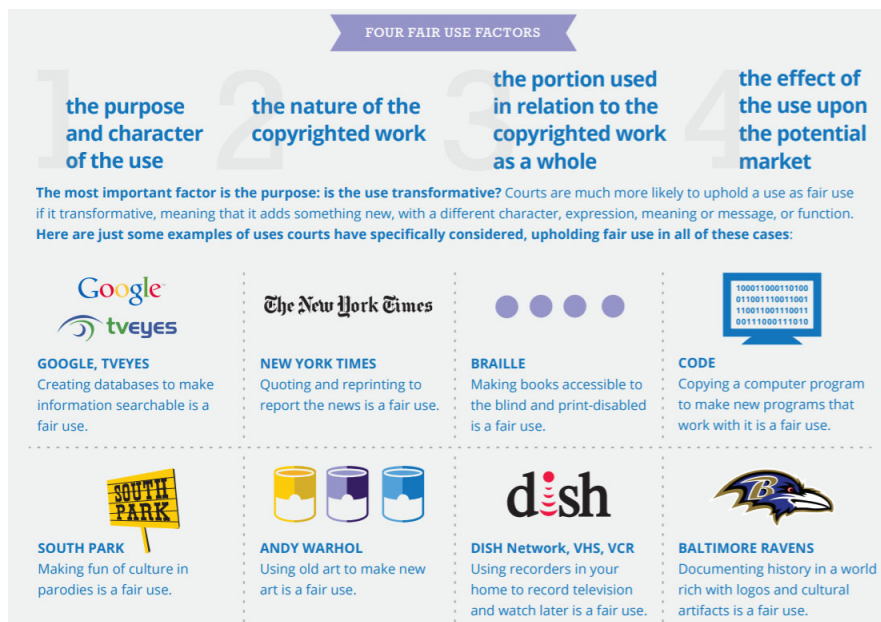 FOUR FAIR USE FACTORS
1
the purpose
and character
of the use
2
the nature of the
copyrighted work
3
the portion used
in relation to the
copyrighted work
as a whole
4
the effect of
the use upon
the potential
market
The most important factor is the purpose: is the use transformative? Courts are much more likely to uphold a use as fair use
if it transformative, meaning that it adds something new, with a different character, expression, meaning or message, or function.
Here are just some examples of uses courts have specifically considered, upholding fair use in all of these cases:
Google
tveyes
GOOGLE, TVEYES
Creating databases to make
information searchable is a
fair use.
The New York Times
NEW YORK TIMES
Quoting and reprinting to
report the news is a fair use.
BRAILLE
Making books accessible to
the blind and print-disabled
is a fair use.
100011000110100
011001110011001
110011001110011
00111000111010
CODE
Copying a computer program
to make new programs that
work with it is a fair use.
SOUTH
PARK
SOUTH PARK
Making fun of culture in
parodies is a fair use.
ANDY WARHOL
Using old art to make new
art is a fair use.
dish
DISH Network, VHS, VCR
Using recorders in your
home to record television
and watch later is a fair use.
B
BALTIMORE RAVENS
Documenting history in a world
rich with logos and cultural
artifacts is a fair use.